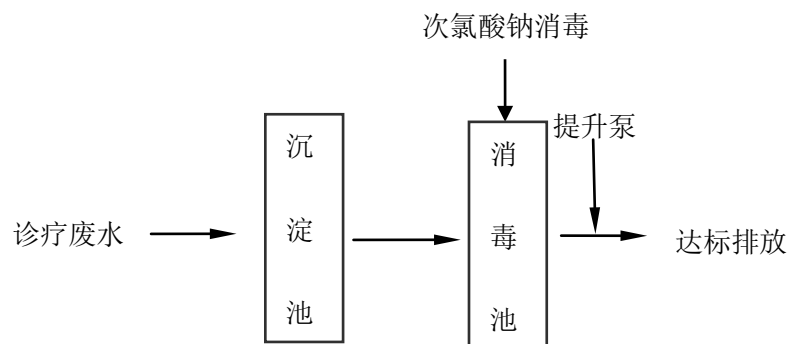 次氯酸钠消毒
提升泵
沉淀池
消毒池
诊疗废水
达标排放